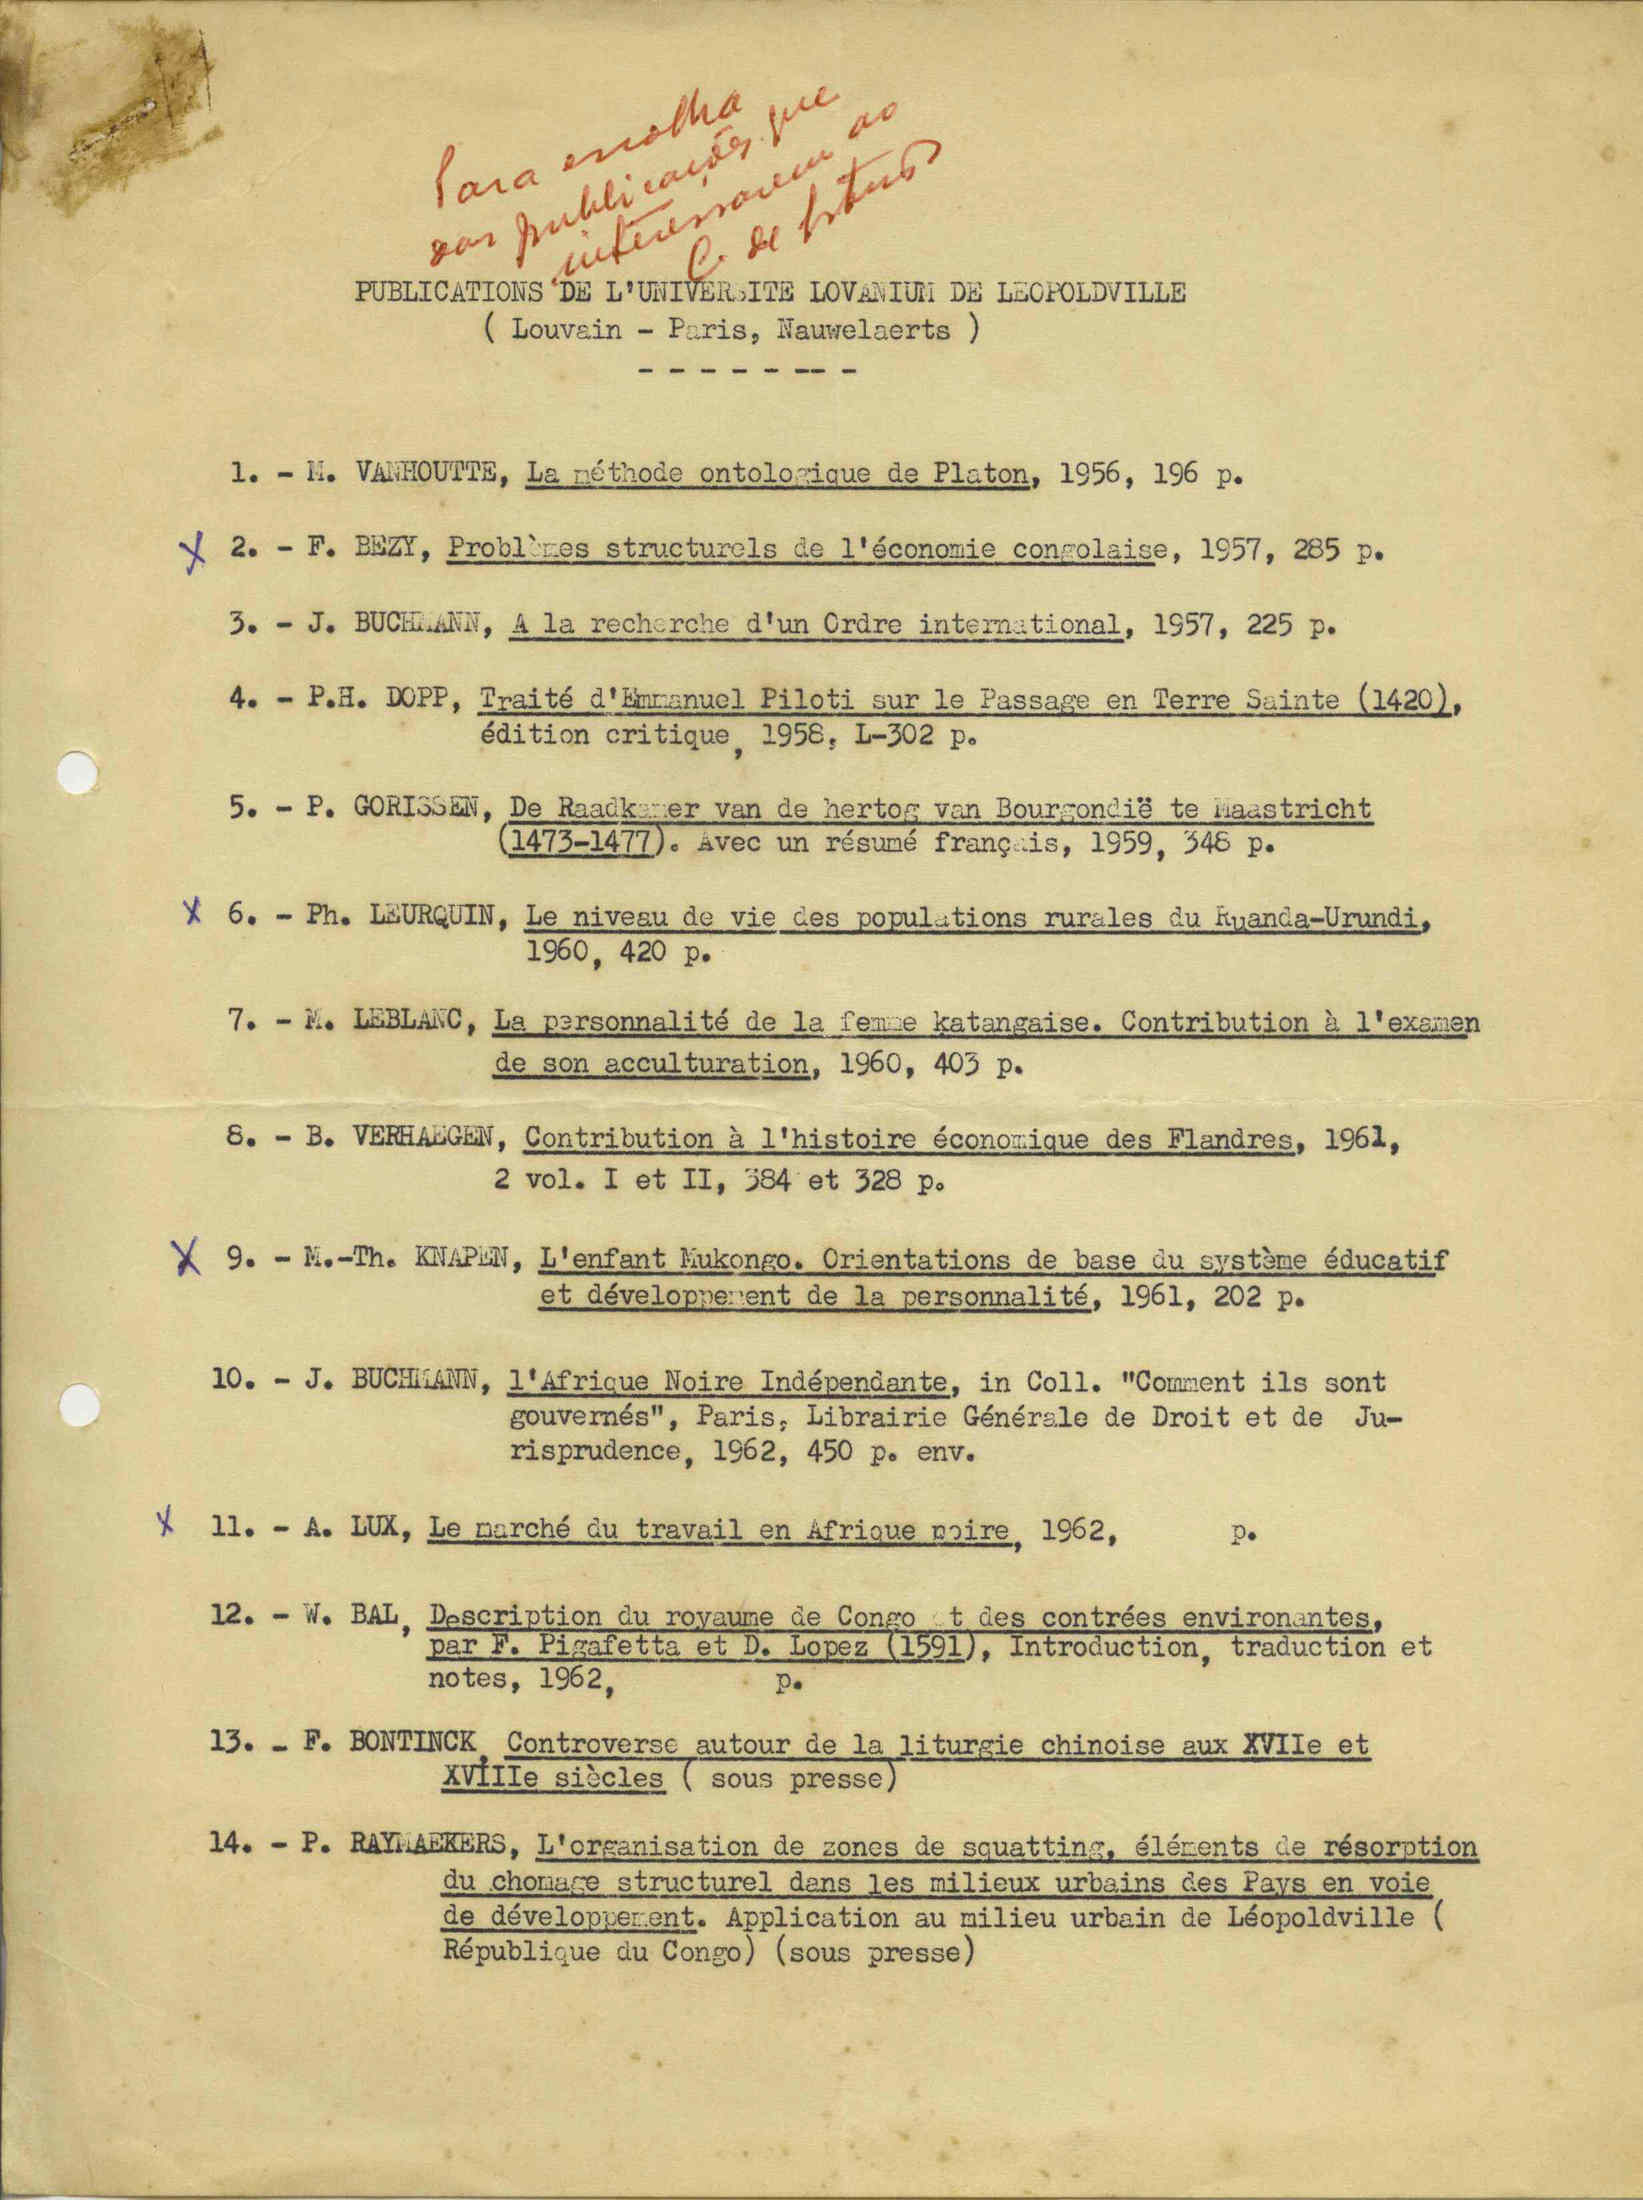 Para escolha
das publicações que
interessarem ao
C. de Estudos
PUBLICATIONS DE L'UNIVERSITE LOVANIUM DE LEOPOLDVILLE
( Louvain - Paris, Nauwelaerts )
- - - - - -- -
1. - M. VANHOUTTE, La méthode ontologique de Platon, 1956, 196 p.
X 2. - F. BEZY, Problèmes structurels de l'économie congolaise, 1957, 285 p.
3. - J. BUCHMANN, A la recherche d'un Ordre international, 1957, 225 p.
4. - P.H. DOPP, Traité d'Emmanuel Piloti sur le Passage en Terre Sainte (1420),
édition critique, 1958, L-302 p.
5. - P. GORISSEN, De Raadkamer van de hertog van Bourgondië te Maastricht
(1473-1477). Avec un résumé français, 1959, 348 p.
X 6. - Ph. LEURQUIN, Le niveau de vie des populations rurales du Ruanda-Urundi,
1960, 420 p.
7. - M. LEBLANC, La personnalité de la femme katangaise. Contribution à l'examen
de son acculturation, 1960, 403 p.
8. - B. VERHAEGEN, Contribution à l'histoire économique des Flandres, 1961,
2 vol. I et II, 384 et 328 p.
X 9. - M.-Th. KNAPEN, L'enfant Mukongo. Orientations de base du système éducatif
et développement de la personnalité, 1961, 202 p.
10. - J. BUCHMANN, l'Afrique Noire Indépendante, in Coll. "Comment ils sont
gouvernés", Paris, Librairie Générale de Droit et de Ju-
risprudence, 1962, 450 p. env.
X 11. - A. LUX, Le marché du travail en Afrique noire, 1962, p.
12. - W. BAL, Description du royaume de Congo et des contrées environantes,
par F. Pigafetta et D. Lopez (1591), Introduction, traduction et
notes, 1962, p.
13. - F. BONTINCK, Controverse autour de la liturgie chinoise aux XVIIe et
XVIIIe siècles ( sous presse)
14. - P. RAYMAEKERS, L'organisation de zones de squatting, éléments de résorption
du chomage structurel dans les milieux urbains des Pays en voie
de développement. Application au milieu urbain de Léopoldville (
République du Congo) (sous presse)